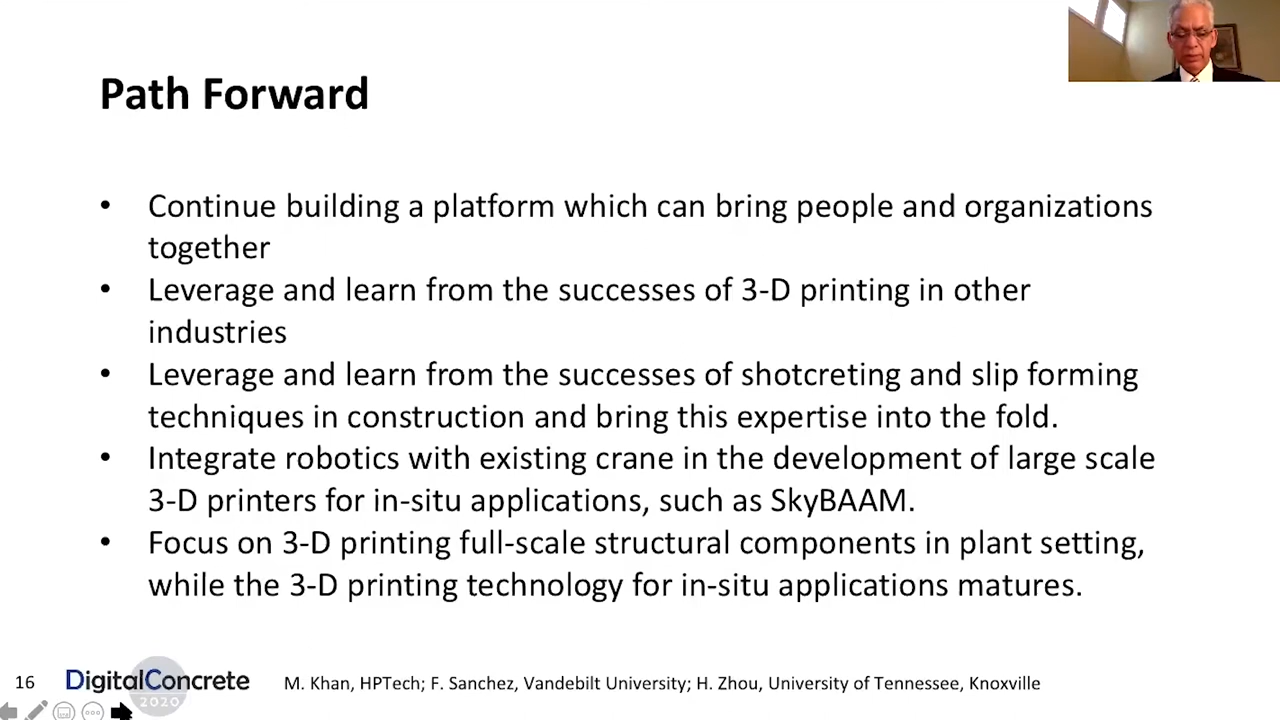 Path Forward
• Continue building a platform which can bring people and organizations
together
• Leverage and learn from the successes of 3-D printing in other
industries
• Leverage and learn from the successes of shotcreting and slip forming
techniques in construction and bring this expertise into the fold.
• Integrate robotics with existing crane in the development of large scale
3-D printers for in-situ applications, such as SkyBAAM.
• Focus on 3-D printing full-scale structural components in plant setting,
while the 3-D printing technology for in-situ applications matures.
16 DigitalConcrete M. Khan, HPTech; F. Sanchez, Vandebilt University; H. Zhou, University of Tennessee, Knoxville
2020